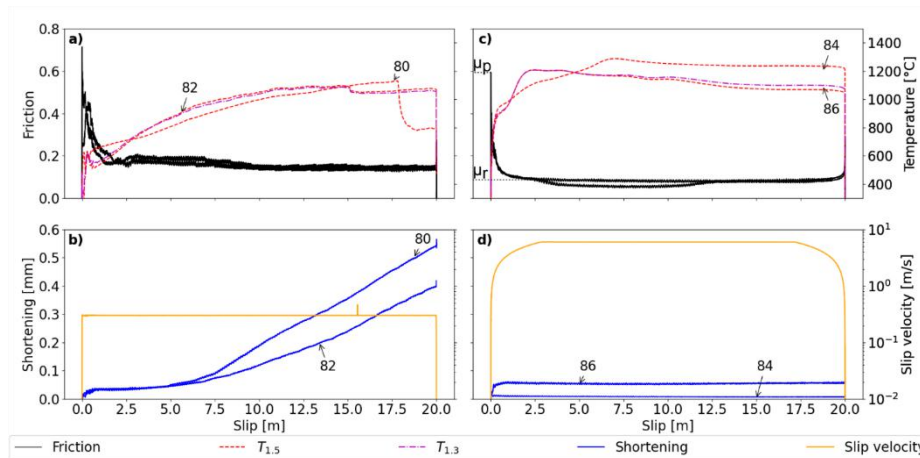 a)
Friction
0.8
0.6
0.4
0.2
0.0
82
80
c)
μp
μr
84
86
1400
1200
1000
800
600
400
Temperature [°C]
b)
Shortening [mm]
0.6
0.5
0.4
0.3
0.2
0.1
0.0
80
82
0.0 2.5 5.0 7.5 10.0 12.5 15.0 17.5 20.0
Slip [m]
d)
86
84
10¹
10⁰
10⁻¹
10⁻²
Slip velocity [m/s]
0.0 2.5 5.0 7.5 10.0 12.5 15.0 17.5 20.0
Slip [m]
Friction T₁.₅ T₁.₃ Shortening Slip velocity